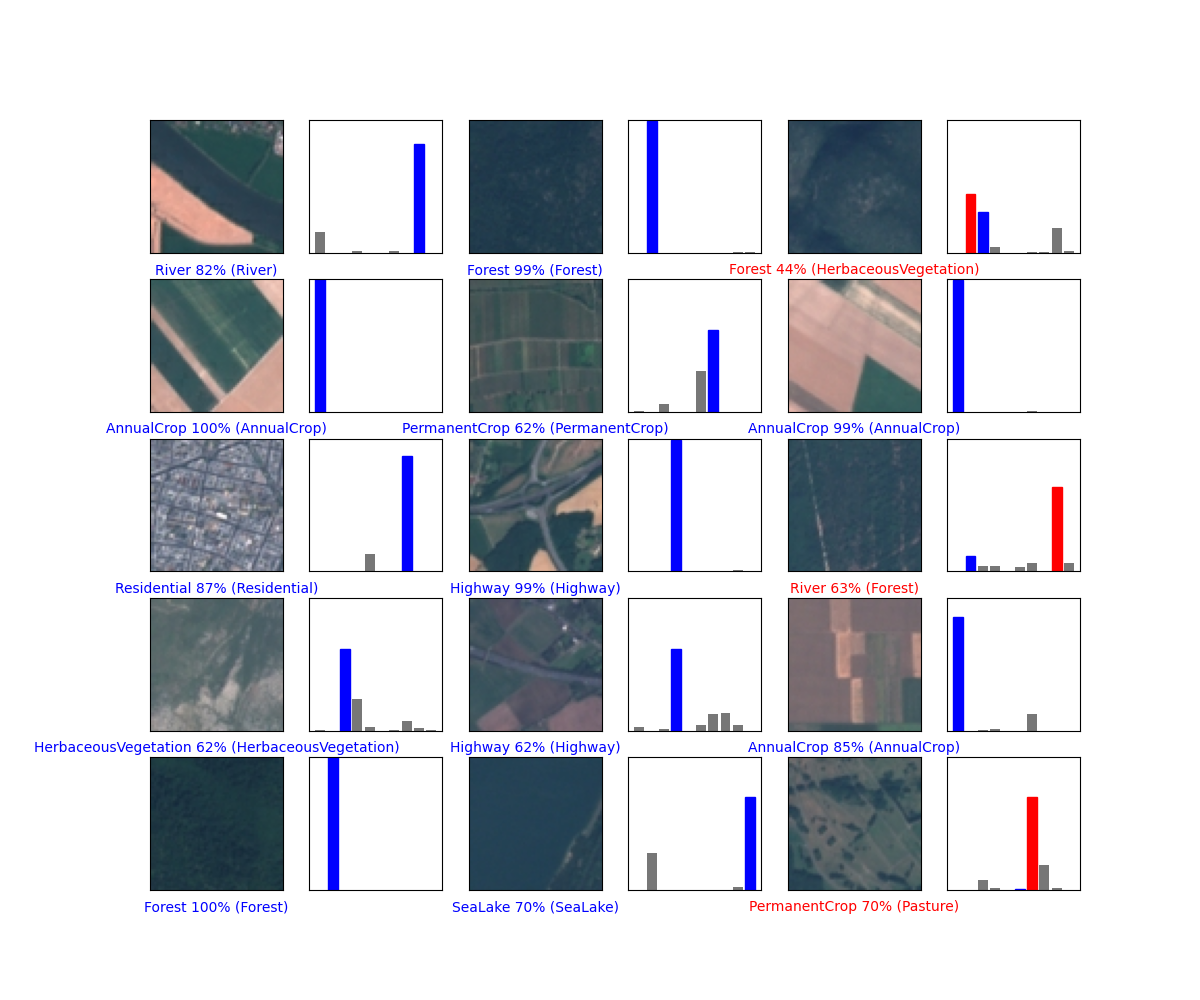 River 82% (River)
Forest 99% (Forest)
Forest 44% (HerbaceousVegetation)
AnnualCrop 100% (AnnualCrop)
PermanentCrop 62% (PermanentCrop)
AnnualCrop 99% (AnnualCrop)
Residential 87% (Residential)
Highway 99% (Highway)
River 63% (Forest)
HerbaceousVegetation 62% (HerbaceousVegetation)
Highway 62% (Highway)
AnnualCrop 85% (AnnualCrop)
Forest 100% (Forest)
SeaLake 70% (SeaLake)
PermanentCrop 70% (Pasture)